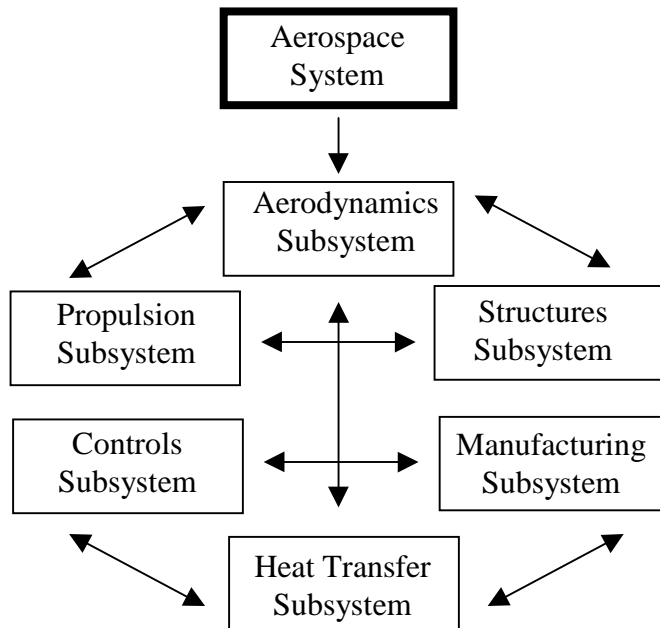 Aerospace
System
Aerodynamics
Subsystem
Propulsion
Subsystem
Structures
Subsystem
Controls
Subsystem
Manufacturing
Subsystem
Heat Transfer
Subsystem